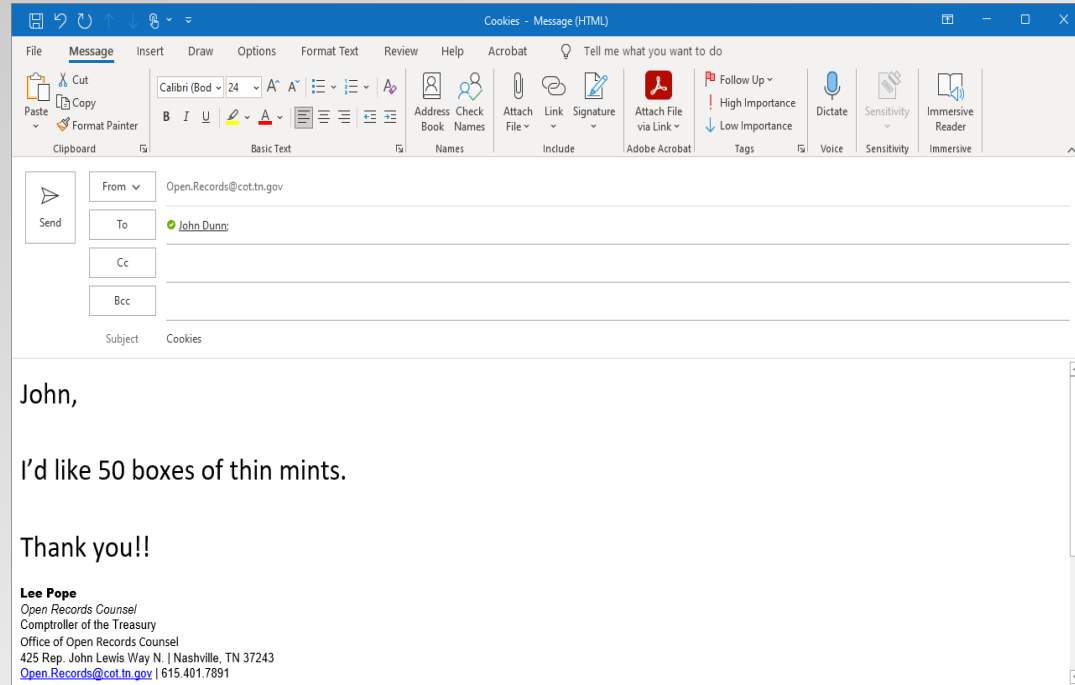 Cookies - Message (HTML)
File Message Insert Draw Options Format Text Review Help Acrobat Tell me what you want to do
Paste
Cut
Copy
Format Painter
Clipboard
Calibri (Bod 24 A A
B I U A
Basic Text
Address Book
Check Names
Names
Attach File
Link
Signature
Include
Attach File via Link
Adobe Acrobat
Follow Up
High Importance
Low Importance
Tags
Dictate
Voice
Sensitivity
Sensitivity
Immersive Reader
Immersive
Send
From Open.Records@cot.tn.gov
To John Dunn;
Cc
Bcc
Subject Cookies
John,
I'd like 50 boxes of thin mints.
Thank you!!
Lee Pope
Open Records Counsel
Comptroller of the Treasury
Office of Open Records Counsel
425 Rep. John Lewis Way N. | Nashville, TN 37243
Open.Records@cot.tn.gov | 615.401.7891